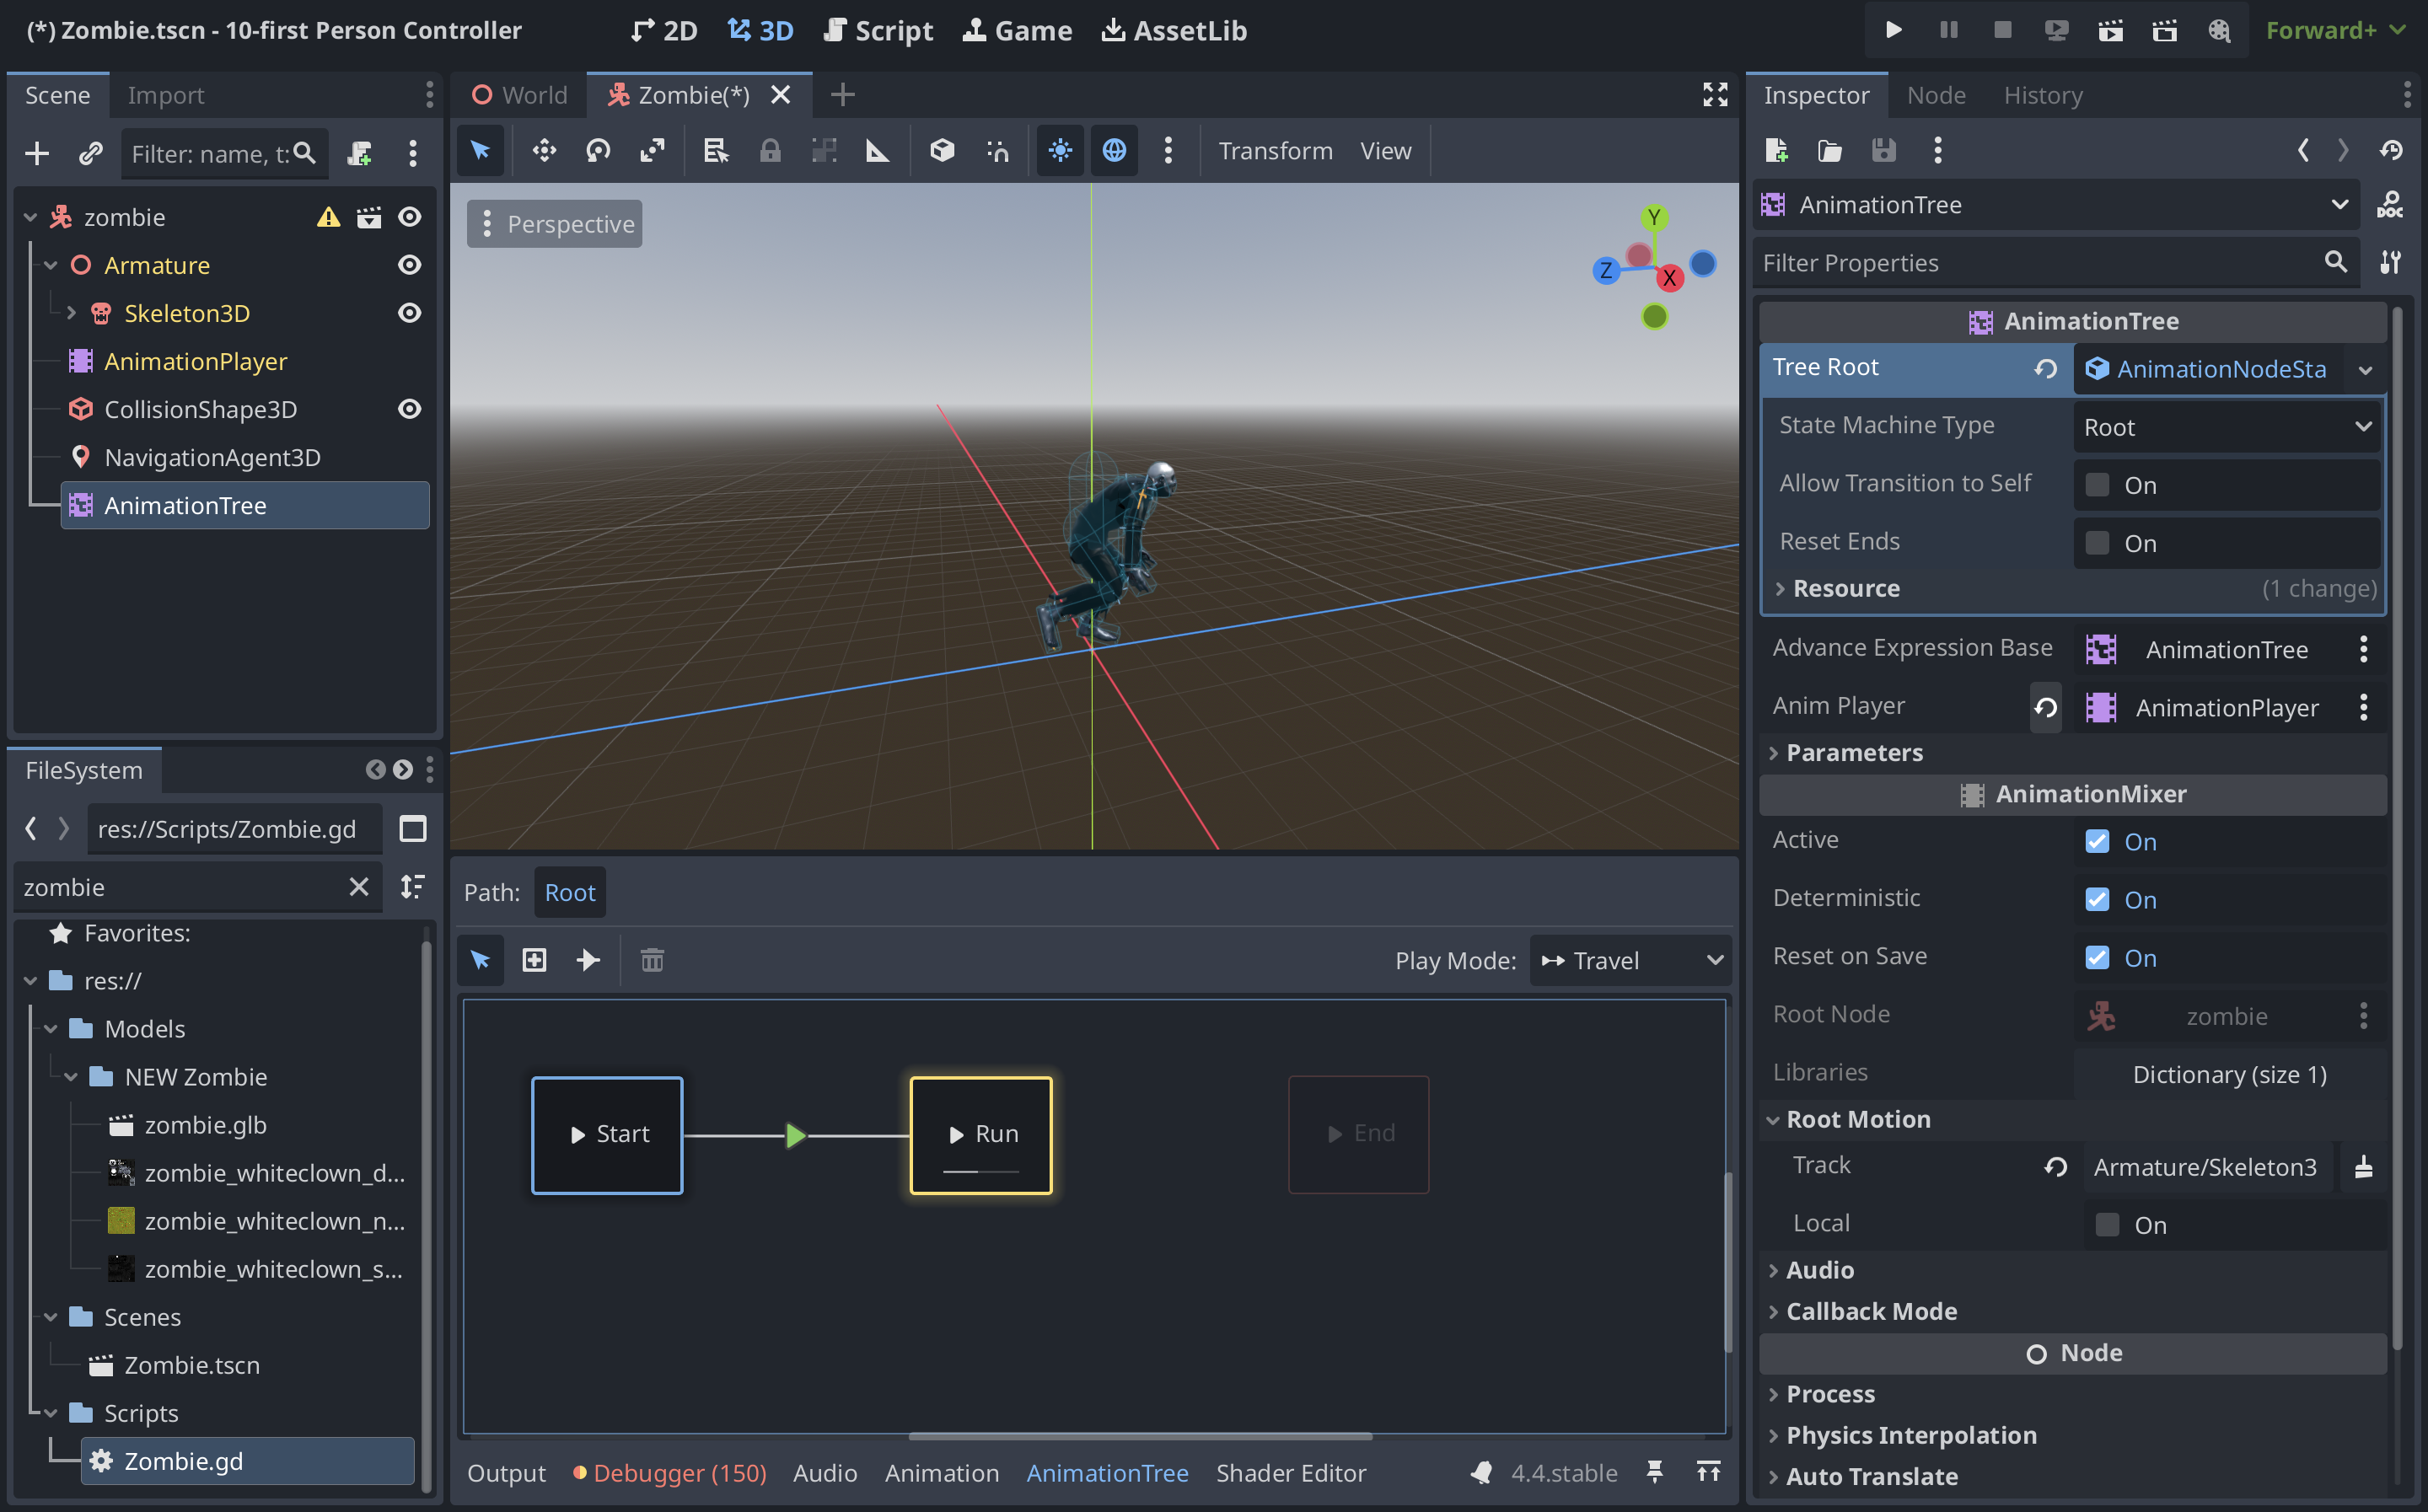 (*) Zombie.tscn - 10-first Person Controller
2D
3D
Script
Game
AssetLib
Forward+
Scene
Import
Filter: name, t:
zombie
Armature
Skeleton3D
AnimationPlayer
CollisionShape3D
NavigationAgent3D
AnimationTree
FileSystem
res://Scripts/Zombie.gd
zombie
Favorites:
res://
Models
NEW Zombie
zombie.glb
zombie_whiteclown_d...
zombie_whiteclown_n...
zombie_whiteclown_s...
Scenes
Zombie.tscn
Scripts
Zombie.gd
World
Zombie(*)
Transform
View
Perspective
Y
Z
X
Path:
Root
Play Mode:
Travel
Start
Run
End
Output
Debugger (150)
Audio
Animation
AnimationTree
Shader Editor
4.4.stable
Inspector
Node
History
AnimationTree
DOC
Filter Properties
AnimationTree
Tree Root
AnimationNodeSta
State Machine Type
Root
Allow Transition to Self
On
Reset Ends
On
Resource
(1 change)
Advance Expression Base
AnimationTree
Anim Player
AnimationPlayer
Parameters
AnimationMixer
Active
On
Deterministic
On
Reset on Save
On
Root Node
zombie
Libraries
Dictionary (size 1)
Root Motion
Track
Armature/Skeleton3
Local
On
Audio
Callback Mode
Node
Process
Physics Interpolation
Auto Translate